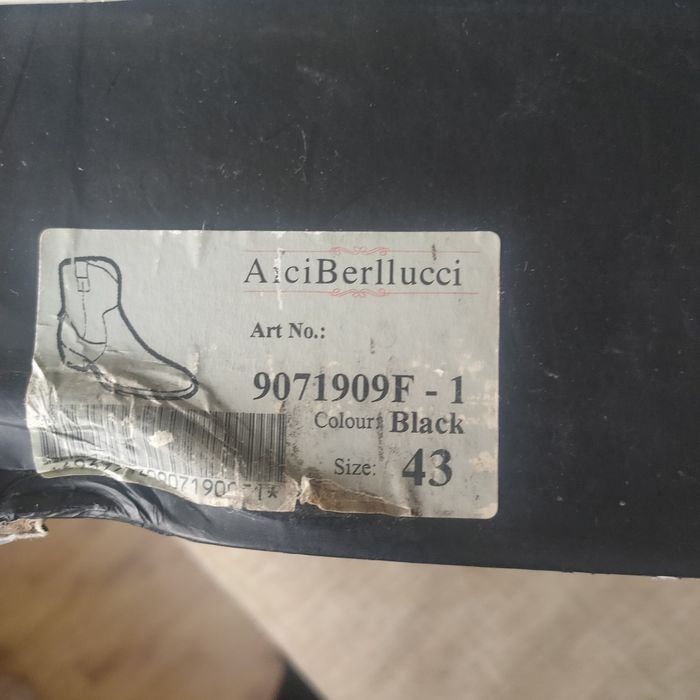 AlciBerllucci
Art No.:
9071909F - 1
Colour: Black
Size: 43